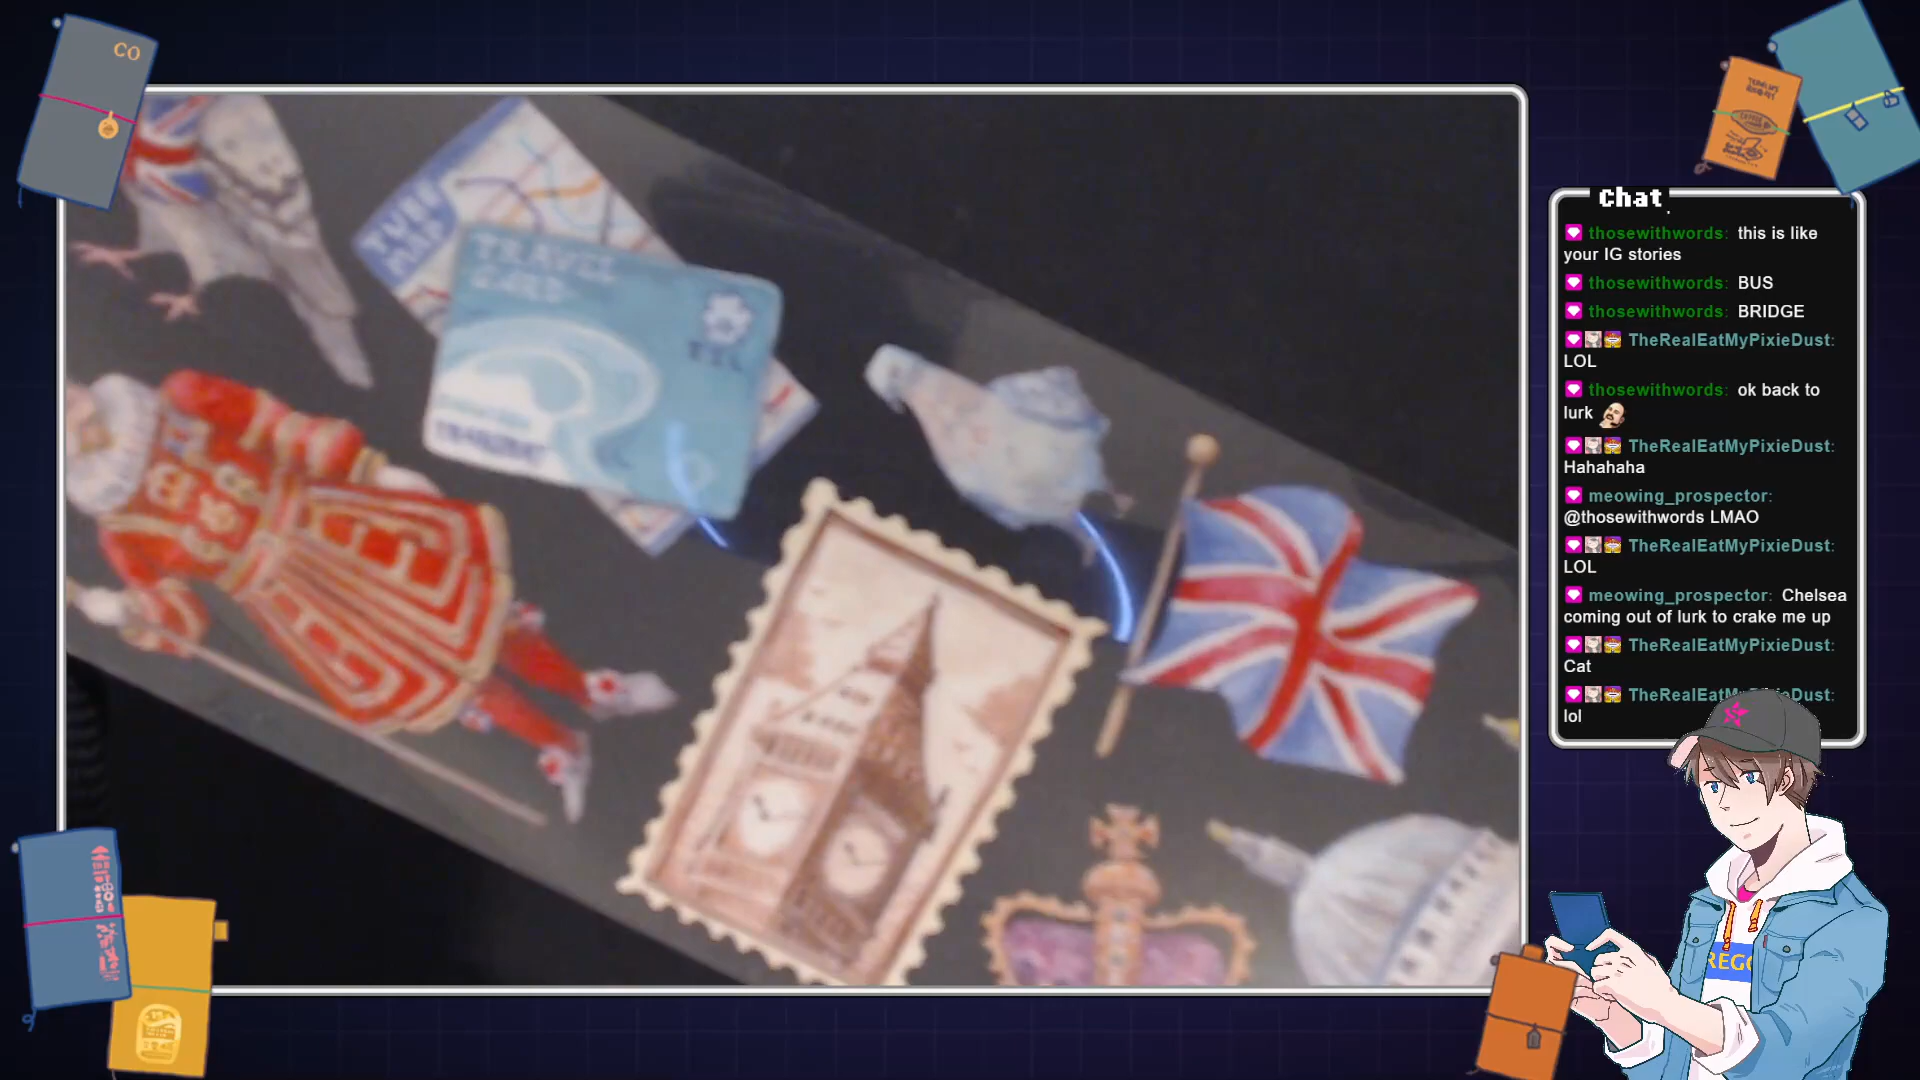 CO
TUBE
MAP
TRAVEL
CARD
Chat
thosewithwords: this is like
your IG stories
thosewithwords: BUS
thosewithwords: BRIDGE
TheRealEatMyPixieDust:
LOL
thosewithwords: ok back to
lurk
TheRealEatMyPixieDust:
Hahahaha
meowing_prospector:
@thosewithwords LMAO
TheRealEatMyPixieDust:
LOL
meowing_prospector: Chelsea
coming out of lurk to crake me up
TheRealEatMyPixieDust:
Cat
TheRealEatMyPixieDust:
lol